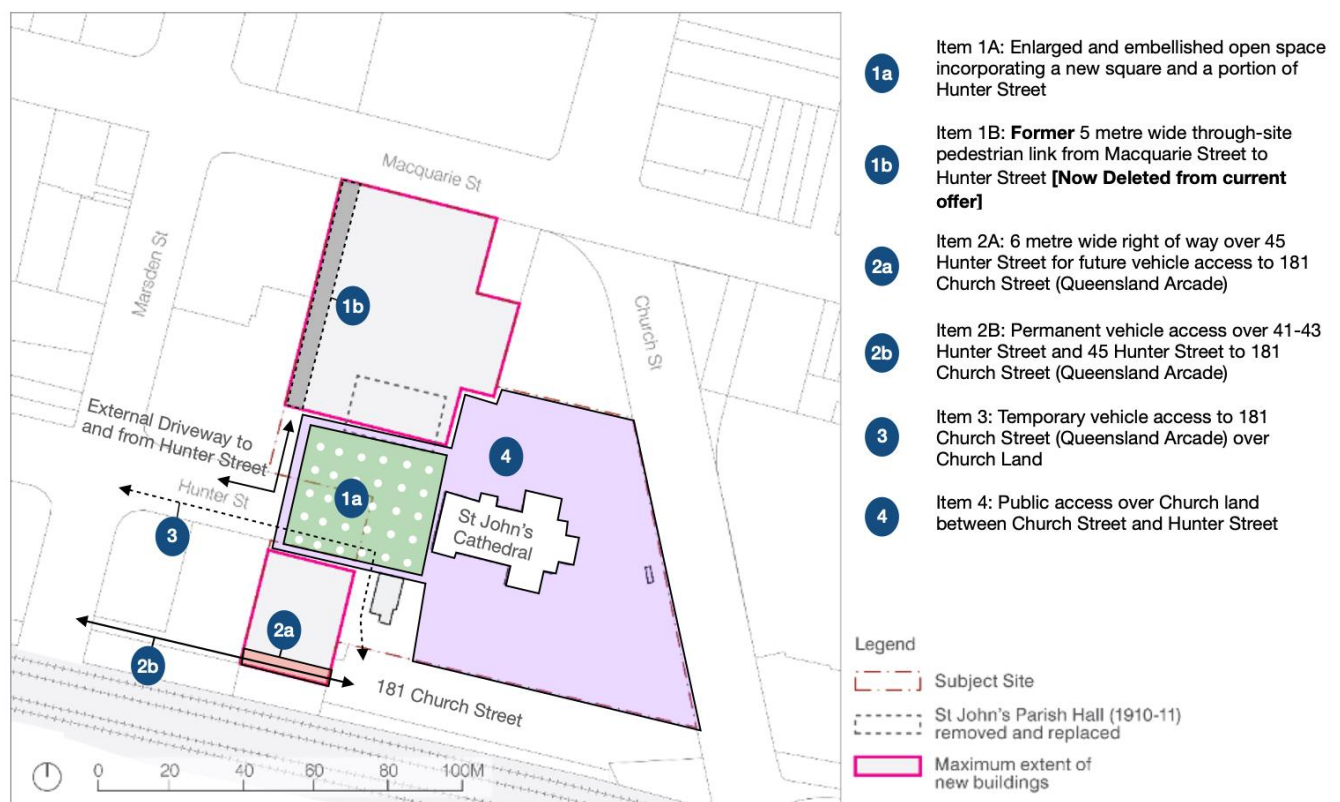 Macquarie St
Marsden St
Church St
1b
External Driveway to
and from Hunter Street
4
Hunter St
1a
St John's
Cathedral
3
2a
2b
181 Church Street
0 20 40 60 80 100M
1a
Item 1A: Enlarged and embellished open space
incorporating a new square and a portion of
Hunter Street
1b
Item 1B: Former 5 metre wide through-site
pedestrian link from Macquarie Street to
Hunter Street [Now Deleted from current
offer]
2a
Item 2A: 6 metre wide right of way over 45
Hunter Street for future vehicle access to 181
Church Street (Queensland Arcade)
2b
Item 2B: Permanent vehicle access over 41-43
Hunter Street and 45 Hunter Street to 181
Church Street (Queensland Arcade)
3
Item 3: Temporary vehicle access to 181
Church Street (Queensland Arcade) over
Church Land
4
Item 4: Public access over Church land
between Church Street and Hunter Street
Legend
Subject Site
St John's Parish Hall (1910-11)
removed and replaced
Maximum extent of
new buildings